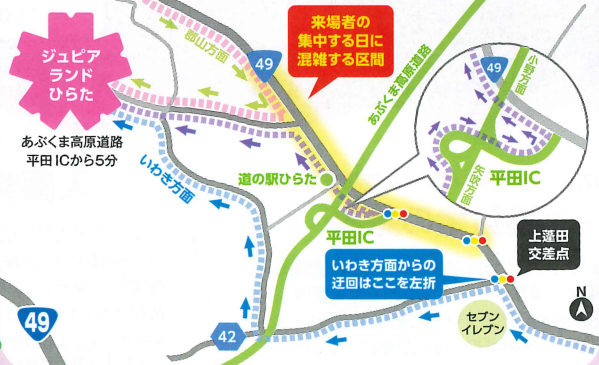 ジュピア
ランド
ひらた
あぶくま高原道路
平田ICから5分
郡山方面
49
来場者の
集中する日に
混雑する区間
あぶくま高原道路
49
小野方面
矢吹方面
平田IC
いわき方面
道の駅ひらた
平田IC
上蓬田
交差点
いわき方面からの
迂回はここを左折
セブン
イレブン
N
49
42